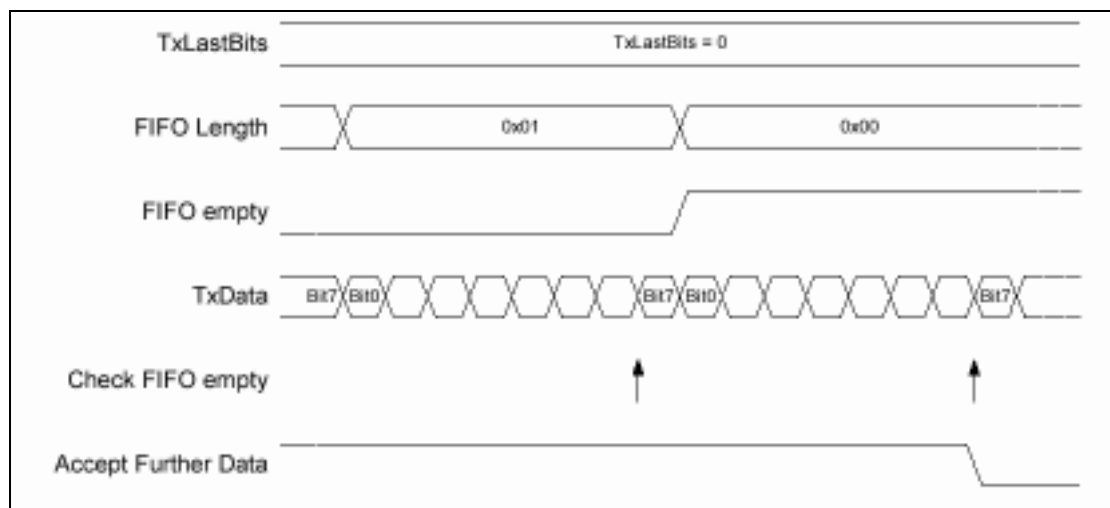 TxLastBits
TxLastBits = 0
FIFO Length
0x01
0x00
FIFO empty
TxData
Bit7
Bit0
Bit7
Bit0
Bit7
Check FIFO empty
Accept Further Data